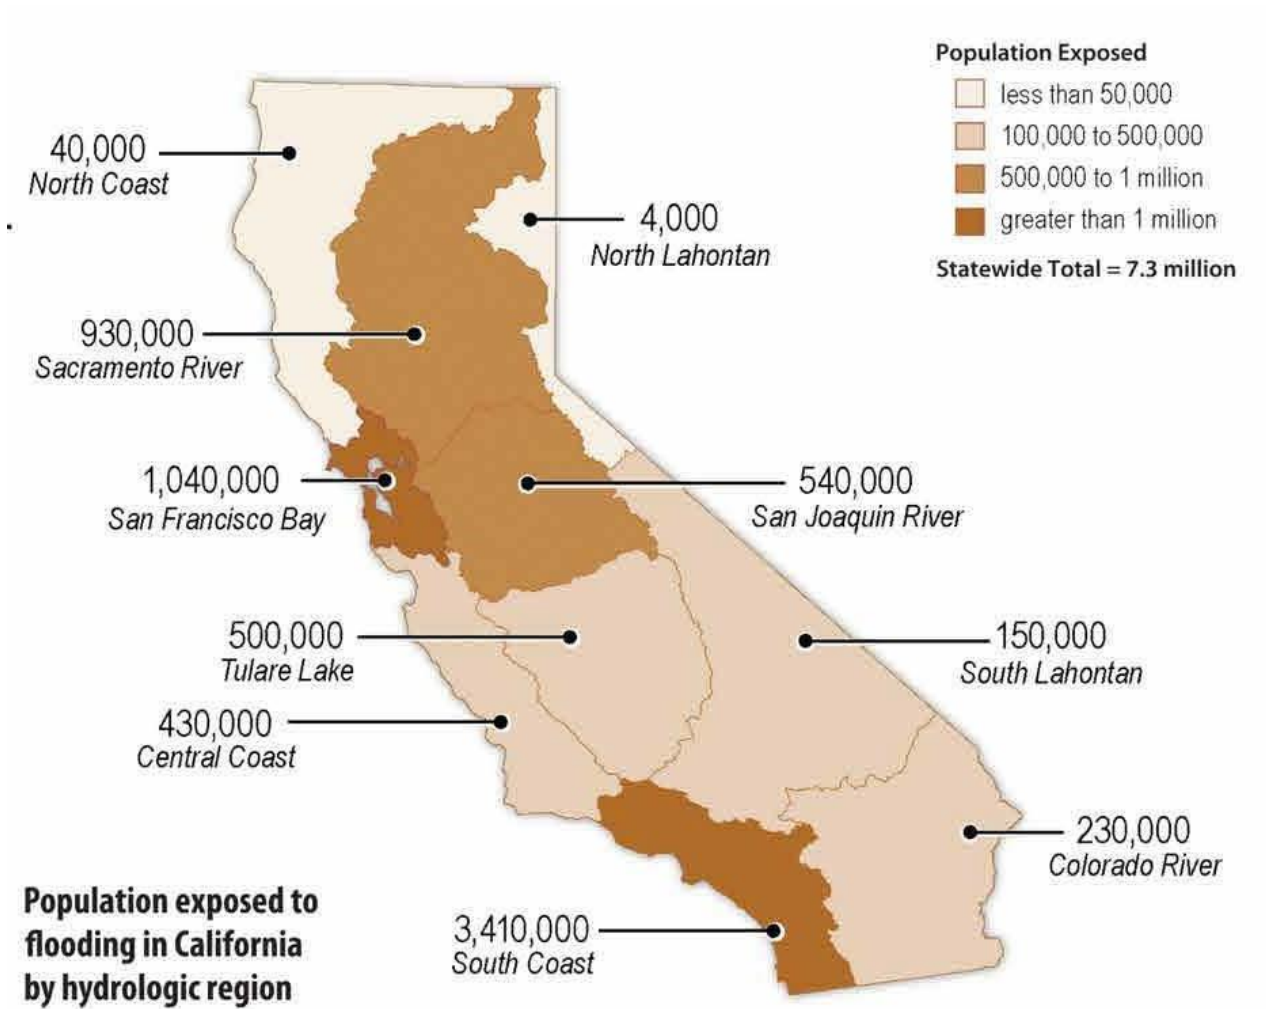 Population Exposed
less than 50,000
100,000 to 500,000
500,000 to 1 million
greater than 1 million
Statewide Total = 7.3 million
40,000
North Coast
4,000
North Lahontan
930,000
Sacramento River
1,040,000
San Francisco Bay
540,000
San Joaquin River
500,000
Tulare Lake
150,000
South Lahontan
430,000
Central Coast
230,000
Colorado River
3,410,000
South Coast
Population exposed to
flooding in California
by hydrologic region